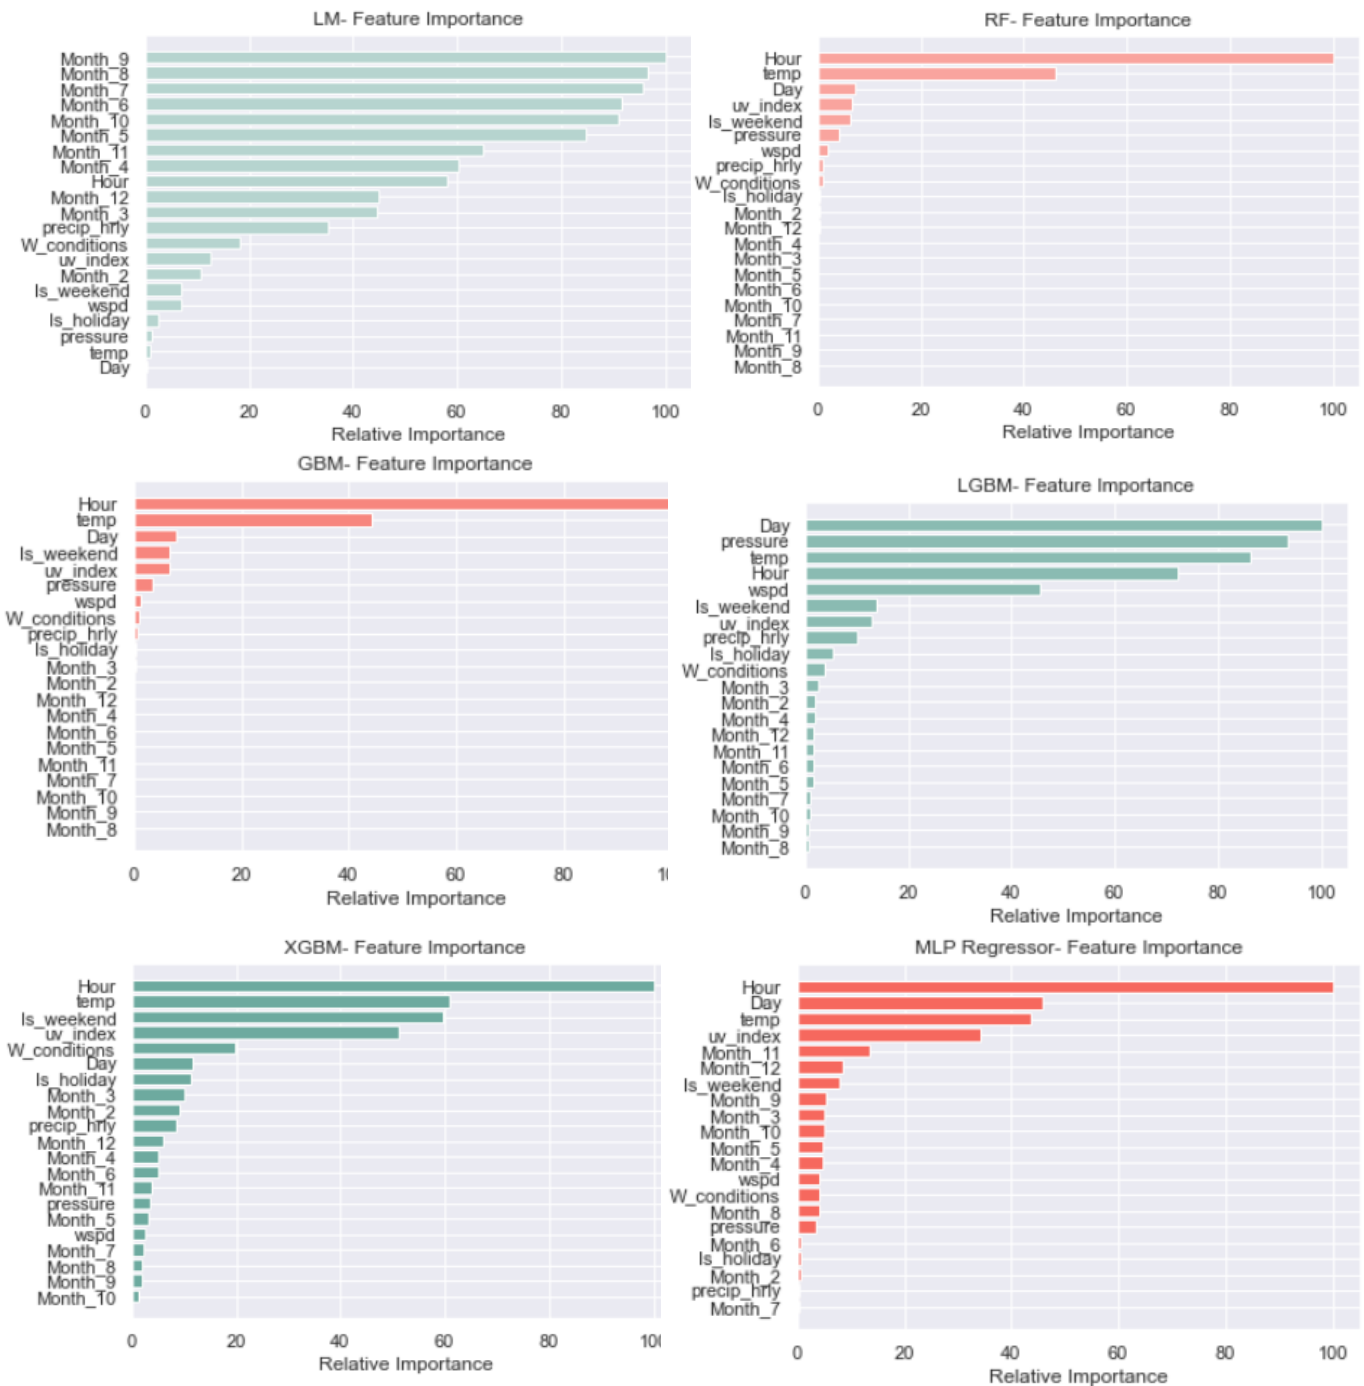 LM- Feature Importance
Month_9
Month_8
Month_7
Month_6
Month_10
Month_5
Month_11
Month_4
Hour
Month_12
Month_3
precip_hrly
W_conditions
uv_index
Month_2
Is_weekend
wspd
Is_holiday
pressure
temp
Day
0 20 40 60 80 100
Relative Importance
RF- Feature Importance
Hour
temp
Day
uv_index
Is_weekend
pressure
wspd
precip_hrly
W_conditions
Is_holiday
Month_2
Month_12
Month_4
Month_3
Month_5
Month_6
Month_10
Month_7
Month_11
Month_9
Month_8
0 20 40 60 80 100
Relative Importance
GBM- Feature Importance
Hour
temp
Day
Is_weekend
uv_index
pressure
wspd
W_conditions
precip_hrly
Is_holiday
Month_3
Month_2
Month_12
Month_4
Month_6
Month_5
Month_11
Month_7
Month_10
Month_9
Month_8
0 20 40 60 80
Relative Importance
LGBM- Feature Importance
Day
pressure
temp
Hour
wspd
Is_weekend
uv_index
precip_hrly
Is_holiday
W_conditions
Month_3
Month_2
Month_4
Month_12
Month_11
Month_6
Month_5
Month_7
Month_10
Month_9
Month_8
0 20 40 60 80 100
Relative Importance
XGBM- Feature Importance
Hour
temp
Is_weekend
uv_index
W_conditions
Day
Is_holiday
Month_3
Month_2
precip_hrly
Month_12
Month_4
Month_6
Month_11
pressure
Month_5
wspd
Month_7
Month_8
Month_9
Month_10
0 20 40 60 80 100
Relative Importance
MLP Regressor- Feature Importance
Hour
Day
temp
uv_index
Month_11
Month_12
Is_weekend
Month_9
Month_3
Month_10
Month_5
Month_4
wspd
W_conditions
Month_8
pressure
Month_6
Is_holiday
Month_2
precip_hrly
Month_7
0 20 40 60 80 100
Relative Importance